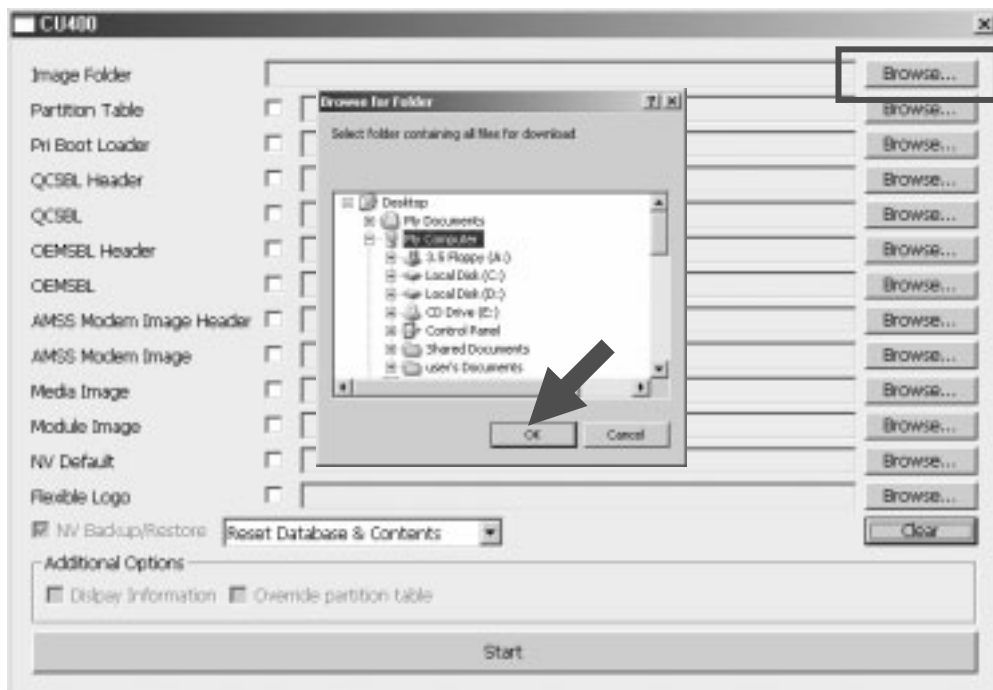 CU400
Image Folder
Browse...
Partition Table
Browse...
Pri Boot Loader
Browse...
QCSBL Header
Browse...
QCSBL
Browse...
OEMSBL Header
Browse...
OEMSBL
Browse...
AMSS Modem Image Header
Browse...
AMSS Modem Image
Browse...
Media Image
Browse...
Module Image
Browse...
NV Default
Browse...
Flexible Logo
Browse...
NV Backup/Restore
Reset Database & Contents
Clear
Additional Options
Dislpay Information
Override partition table
Start
Browse for Folder
Select folder containing all files for download
Desktop
My Documents
My Computer
3.5 Floppy (A:)
Local Disk (C:)
Local Disk (D:)
CD Drive (E:)
Control Panel
Shared Documents
user's Documents
OK
Cancel